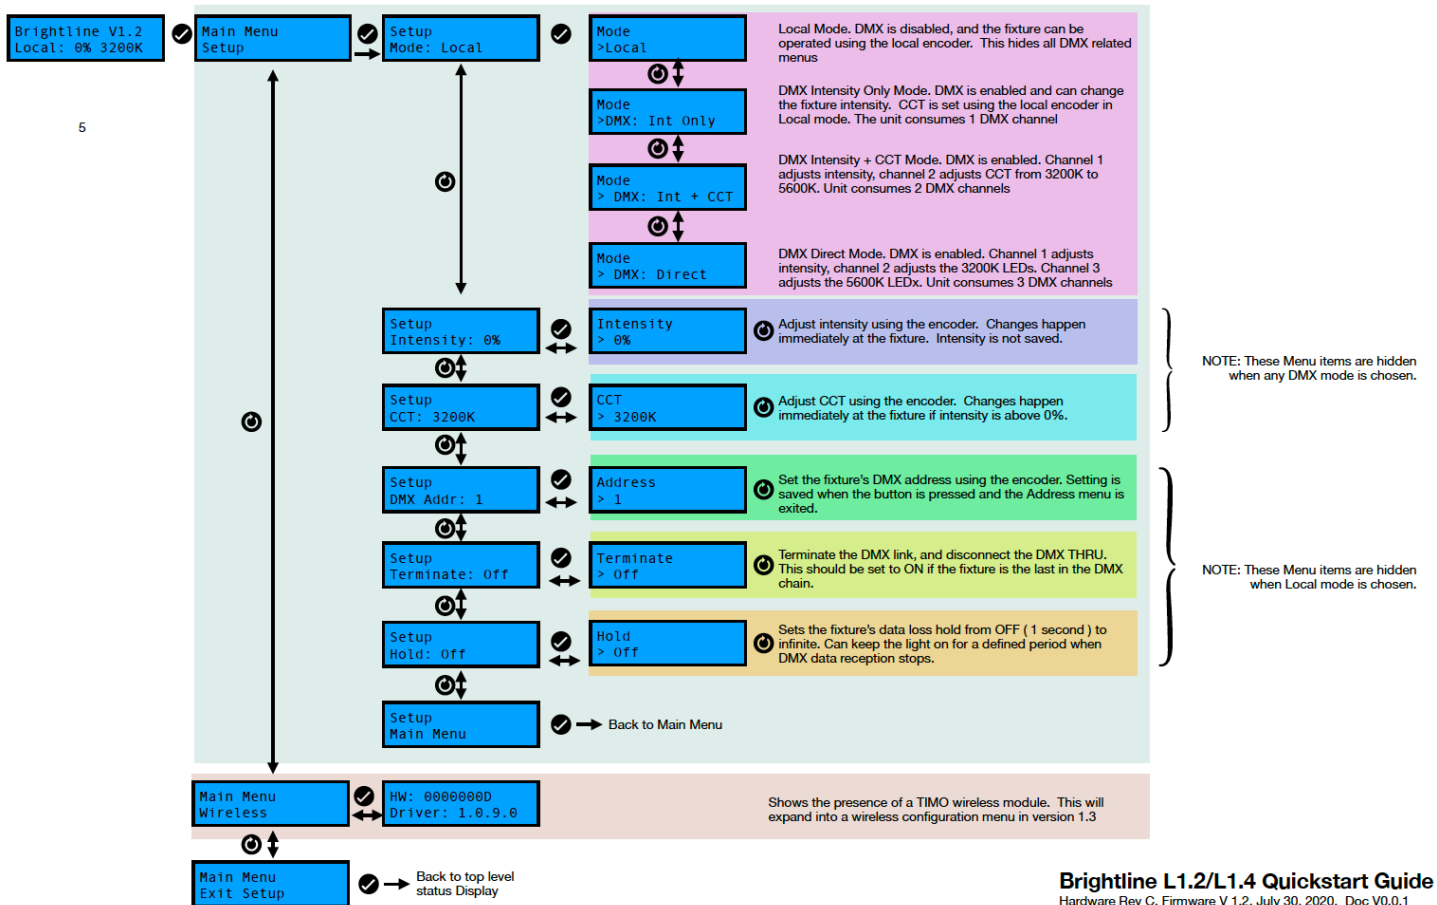 Brightline V1.2
Local: 0% 3200K
Main Menu
Setup
Setup
Mode: Local
Mode
>Local
Local Mode. DMX is disabled, and the fixture can be
operated using the local encoder. This hides all DMX related
menus
5
Mode
>DMX: Int Only
DMX Intensity Only Mode. DMX is enabled and can change
the fixture intensity. CCT is set using the local encoder in
Local mode. The unit consumes 1 DMX channel
Mode
> DMX: Int + CCT
DMX Intensity + CCT Mode. DMX is enabled. Channel 1
adjusts intensity, channel 2 adjusts CCT from 3200K to
5600K. Unit consumes 2 DMX channels
Mode
> DMX: Direct
DMX Direct Mode. DMX is enabled. Channel 1 adjusts
intensity, channel 2 adjusts the 3200K LEDs. Channel 3
adjusts the 5600K LEDx. Unit consumes 3 DMX channels
Setup
Intensity: 0%
Intensity
> 0%
Adjust intensity using the encoder. Changes happen
immediately at the fixture. Intensity is not saved.
NOTE: These Menu items are hidden
when any DMX mode is chosen.
Setup
CCT: 3200K
CCT
> 3200K
Adjust CCT using the encoder. Changes happen
immediately at the fixture if intensity is above 0%.
Setup
DMX Addr: 1
Address
> 1
Set the fixture's DMX address using the encoder. Setting is
saved when the button is pressed and the Address menu is
exited.
Setup
Terminate: Off
Terminate
> Off
Terminate the DMX link, and disconnect the DMX THRU.
This should be set to ON if the fixture is the last in the DMX
chain.
NOTE: These Menu items are hidden
when Local mode is chosen.
Setup
Hold: Off
Hold
> Off
Sets the fixture's data loss hold from OFF ( 1 second ) to
infinite. Can keep the light on for a defined period when
DMX data reception stops.
Setup
Main Menu
Back to Main Menu
Main Menu
Wireless
HW: 0000000D
Driver: 1.0.9.0
Shows the presence of a TIMO wireless module. This will
expand into a wireless configuration menu in version 1.3
Main Menu
Exit Setup
Back to top level
status Display
Brightline L1.2/L1.4 Quickstart Guide
Hardware Rev C, Firmware V 1.2, July 30, 2020. Doc V0.0.1